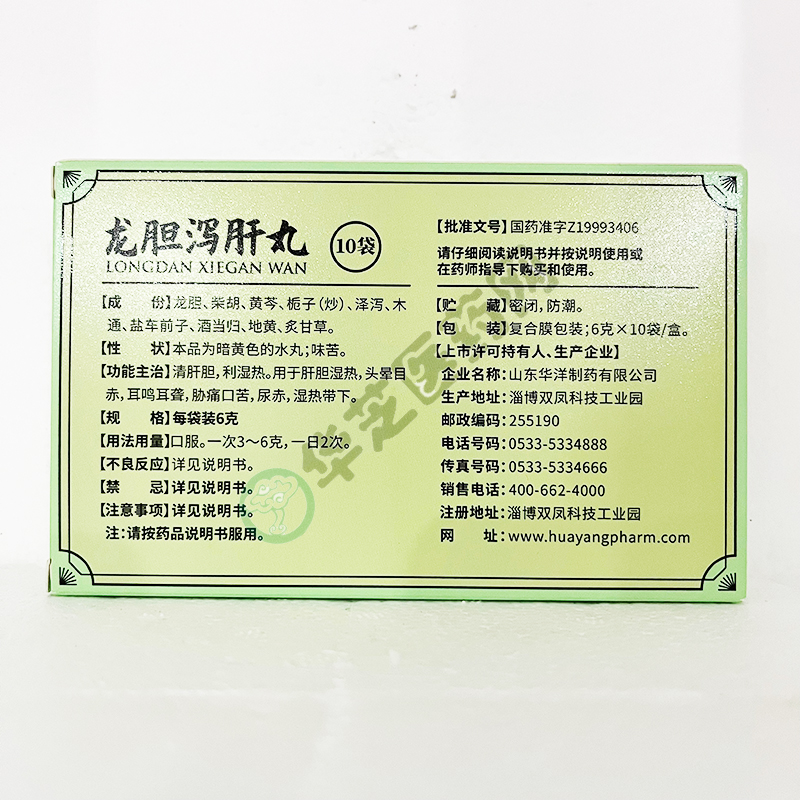 龙胆泻肝丸
10袋
LONGDAN XIEGAN WAN
【成　份】龙胆、柴胡、黄芩、栀子(炒)、泽泻、木
通、盐车前子、酒当归、地黄、炙甘草。
【性　状】本品为暗黄色的水丸;味苦。
【功能主治】清肝胆,利湿热。用于肝胆湿热,头晕目
赤,耳鸣耳聋,胁痛口苦,尿赤,湿热带下。
【规　格】每袋装6克
【用法用量】口服。一次3～6克,一日2次。
【不良反应】详见说明书。
【禁　忌】详见说明书。
【注意事项】详见说明书。
注:请按药品说明书服用。
【批准文号】国药准字Z19993406
请仔细阅读说明书并按说明使用或
在药师指导下购买和使用。
【贮　藏】密闭,防潮。
【包　装】复合膜包装;6克×10袋/盒。
【上市许可持有人、生产企业】
企业名称:山东华洋制药有限公司
生产地址:淄博双凤科技工业园
邮政编码:255190
电话号码:0533-5334888
传真号码:0533-5334666
销售电话:400-662-4000
注册地址:淄博双凤科技工业园
网　址:www.huayangpharm.com
华芝医药